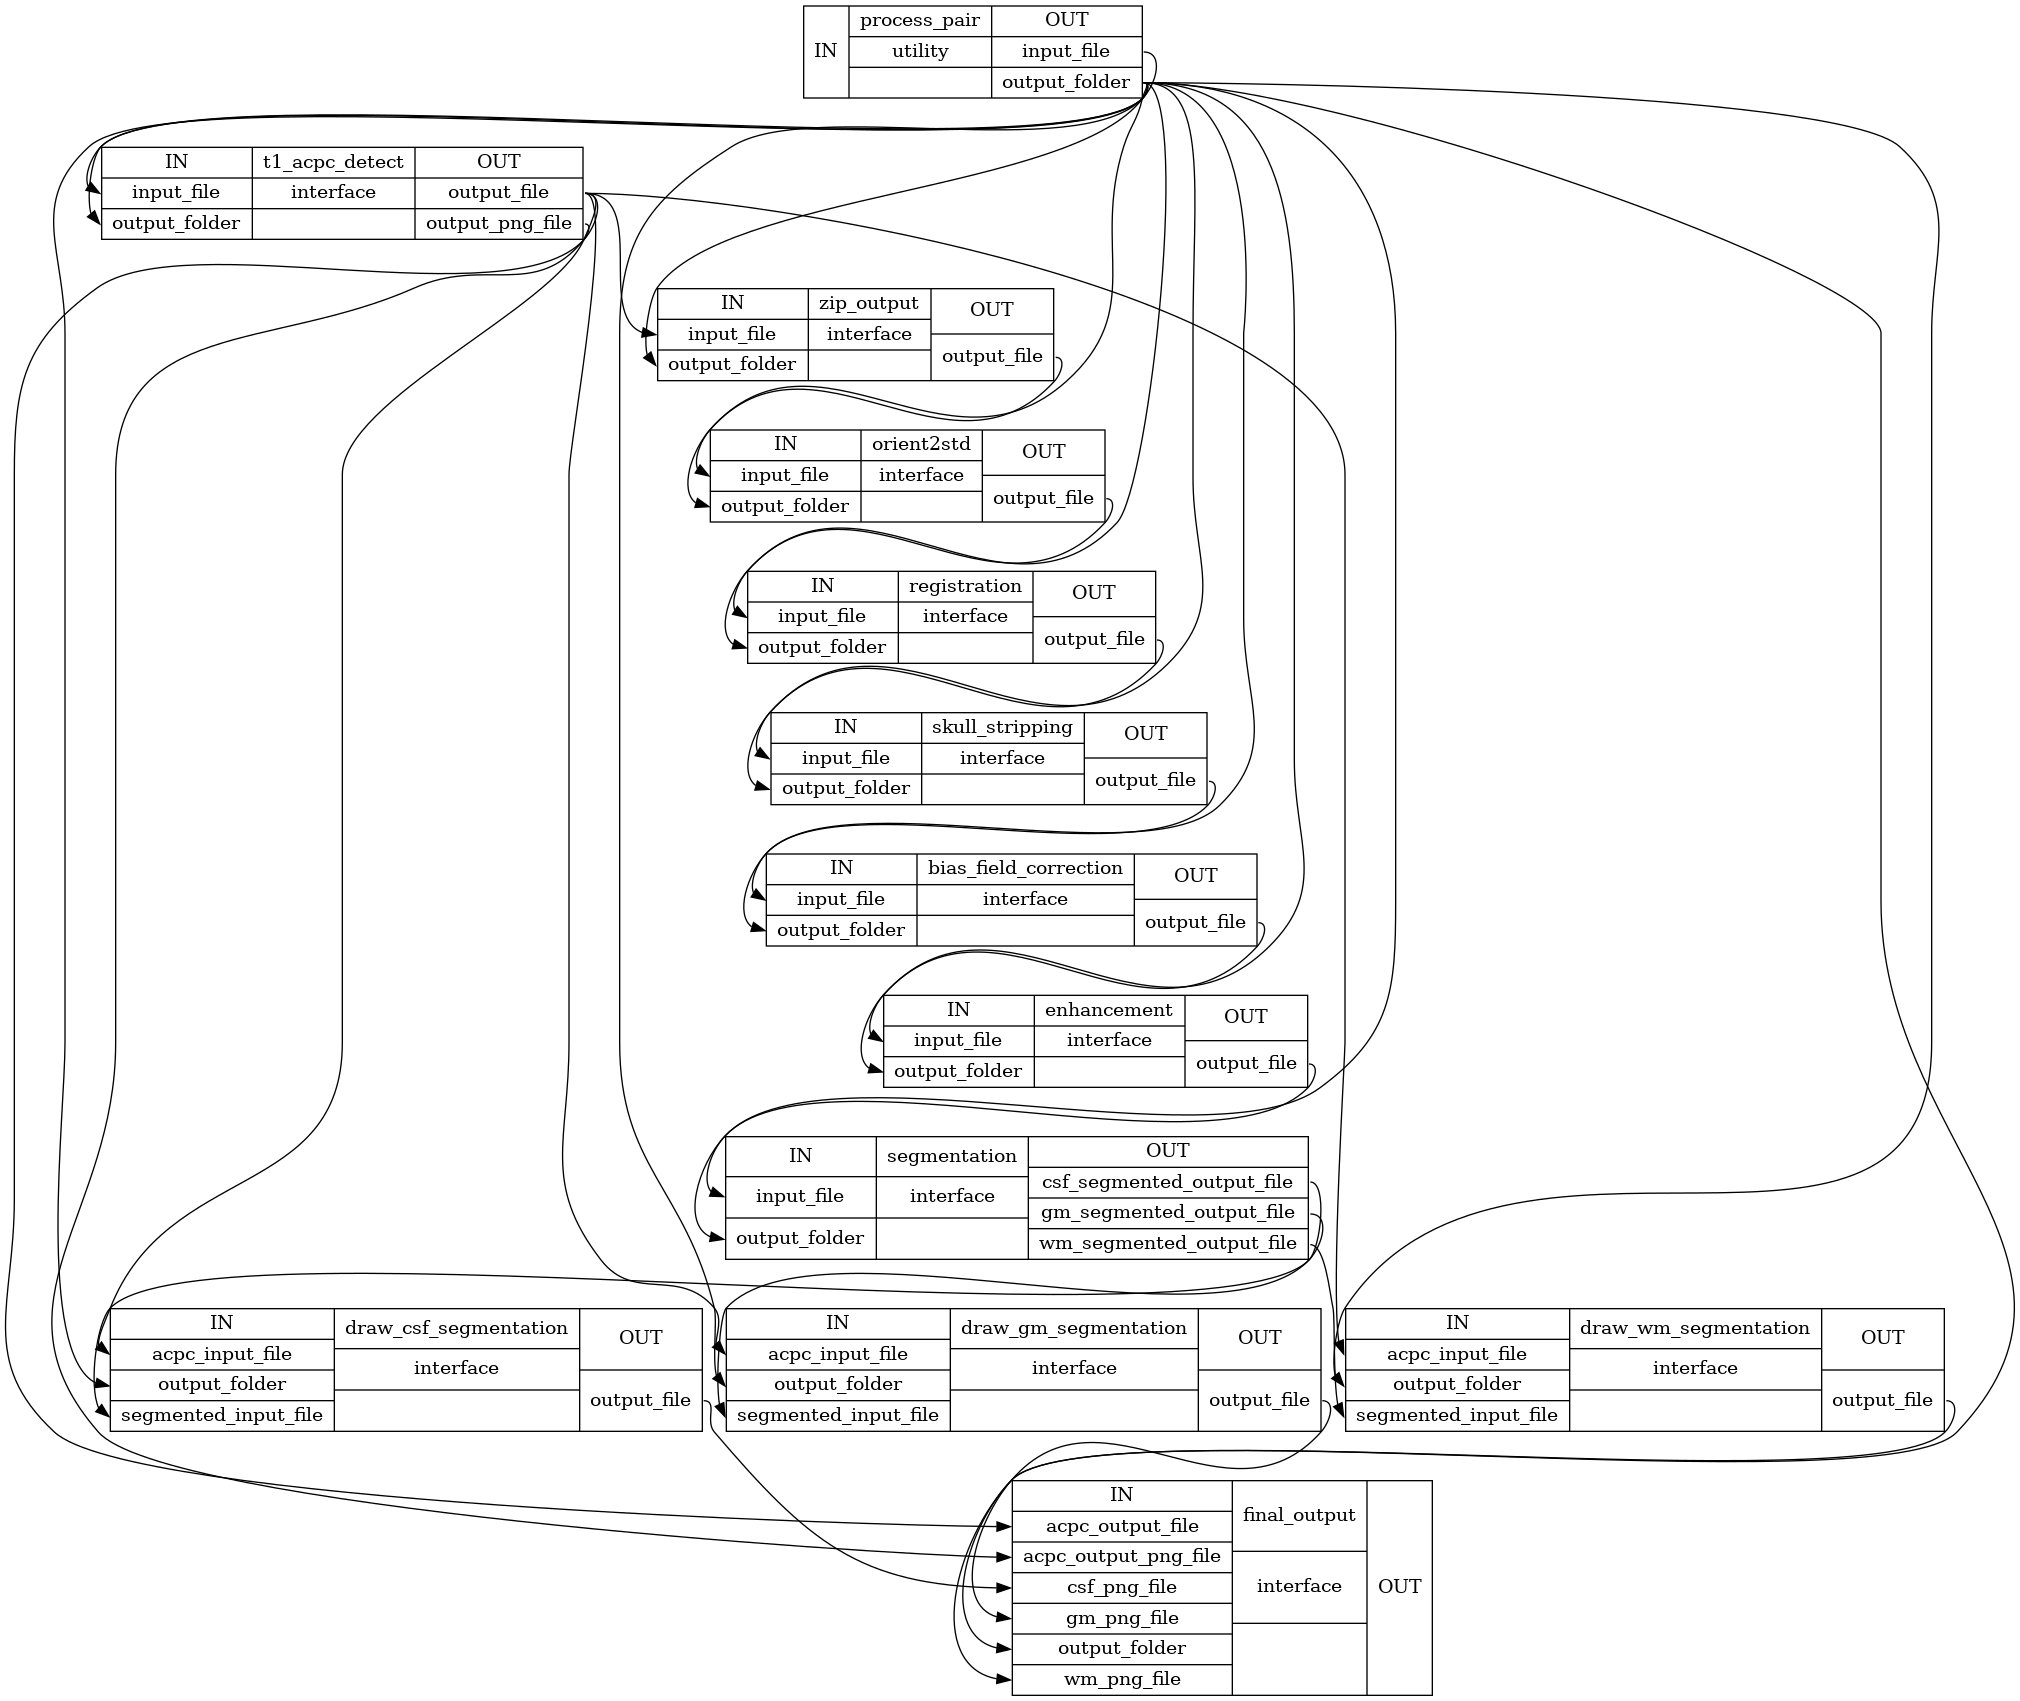 process_pair OUT
IN utility input_file
output_folder
IN t1_acpc_detect OUT
input_file interface output_file
output_folder output_png_file
IN zip_output OUT
input_file interface
output_folder output_file
IN orient2std OUT
input_file interface
output_folder output_file
IN registration OUT
input_file interface
output_folder output_file
IN skull_stripping OUT
input_file interface
output_folder output_file
IN bias_field_correction OUT
input_file interface
output_folder output_file
IN enhancement OUT
input_file interface
output_folder output_file
IN segmentation OUT
csf_segmented_output_file
input_file interface gm_segmented_output_file
output_folder wm_segmented_output_file
IN draw_csf_segmentation OUT
acpc_input_file interface
output_folder output_file
segmented_input_file
IN draw_gm_segmentation OUT
acpc_input_file interface
output_folder output_file
segmented_input_file
IN draw_wm_segmentation OUT
acpc_input_file interface
output_folder output_file
segmented_input_file
IN final_output
acpc_output_file
acpc_output_png_file
csf_png_file interface OUT
gm_png_file
output_folder
wm_png_file